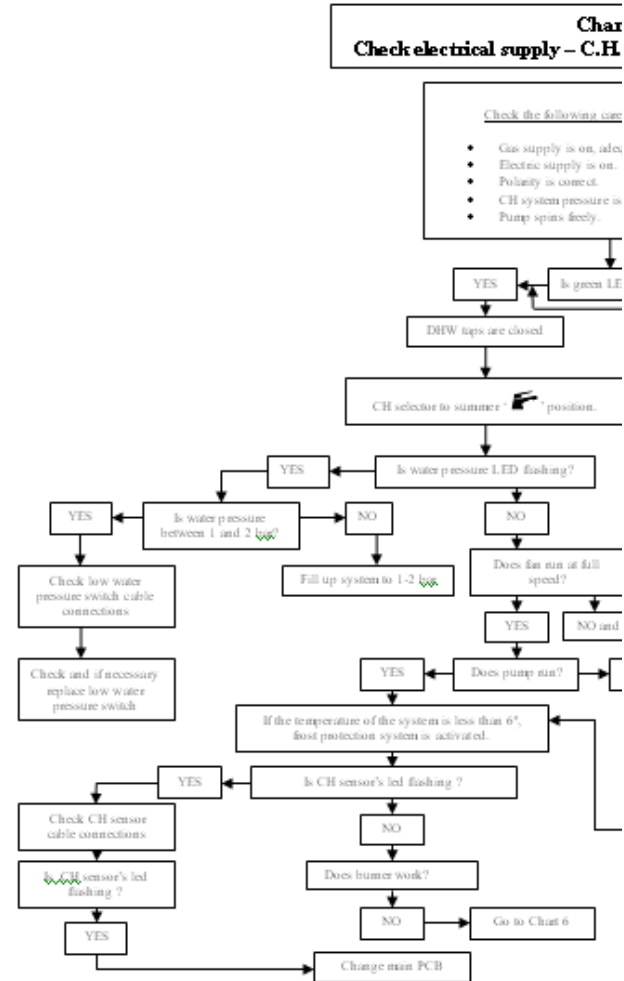 Char
Check electrical supply – C.H.
Check the following care
Gas supply is on, adeq
Electric supply is on.
Polarity is correct.
CH system pressure is
Pump spins freely.
YES
Is green LE
DHW taps are closed
CH selector to summer ' ' position.
YES
Is water pressure LED flashing?
YES
Is water pressure
between 1 and 2 bar?
NO
NO
Check low water
pressure switch cable
connections
Fill up system to 1-2 bar
Does fan run at full
speed?
YES
NO and
Check and if necessary
replace low water
pressure switch
YES
Does pump run?
If the temperature of the system is less than 6°,
frost protection system is activated.
YES
Is CH sensor's led flashing ?
Check CH sensor
cable connections
NO
Is CH sensor's led
flashing ?
Does burner work?
YES
NO
Go to Chart 6
Change main PCB